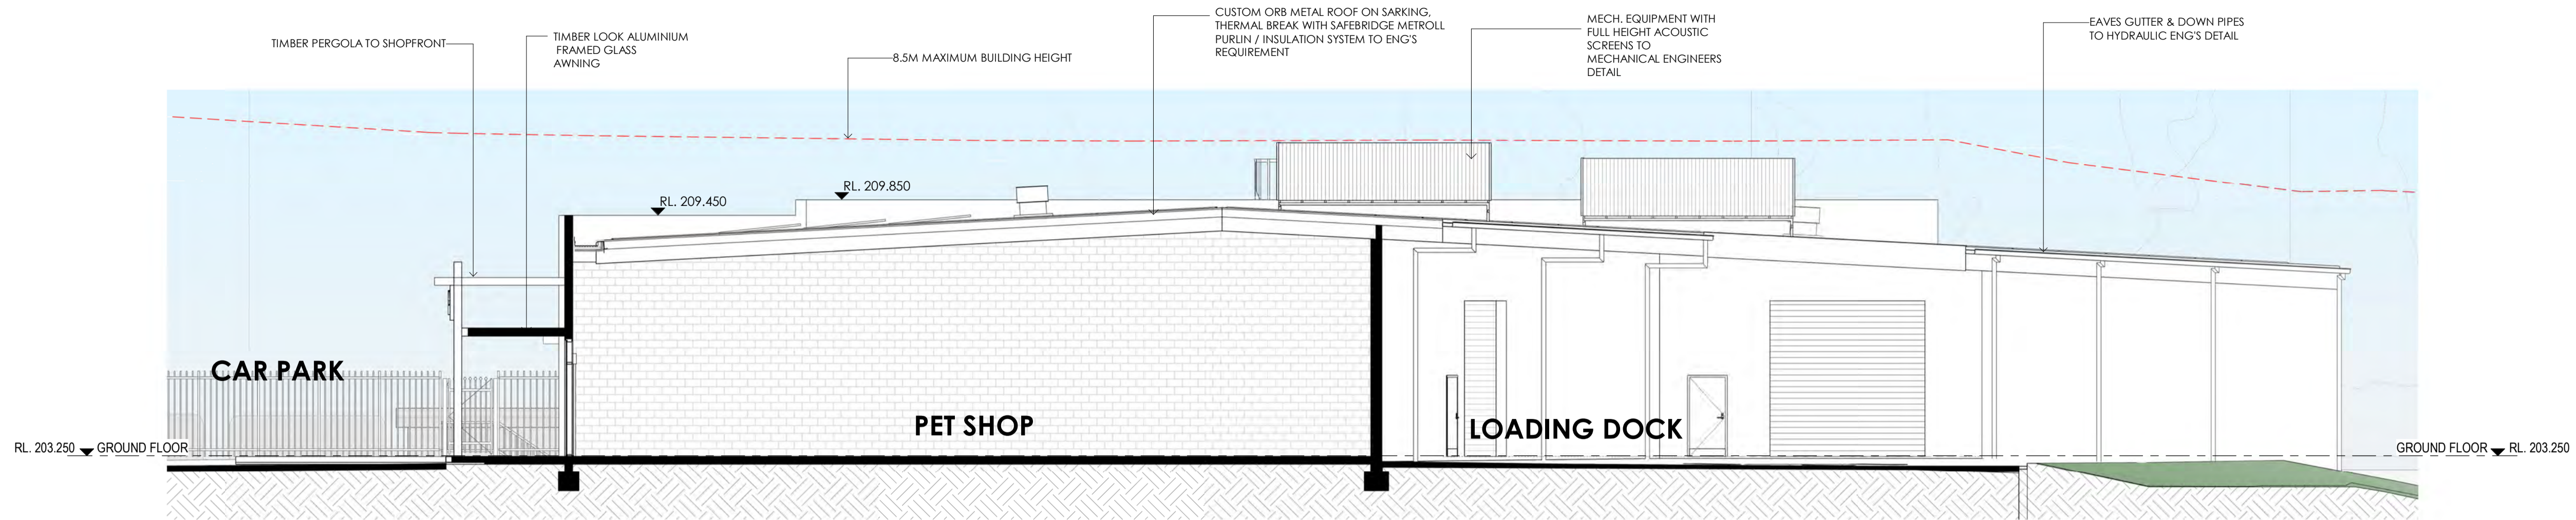 TIMBER PERGOLA TO SHOPFRONT
TIMBER LOOK ALUMINIUM
FRAMED GLASS
AWNING
8.5M MAXIMUM BUILDING HEIGHT
CUSTOM ORB METAL ROOF ON SARKING,
THERMAL BREAK WITH SAFEBRIDGE METROLL
PURLIN / INSULATION SYSTEM TO ENG'S
REQUIREMENT
MECH. EQUIPMENT WITH
FULL HEIGHT ACOUSTIC
SCREENS TO
MECHANICAL ENGINEERS
DETAIL
EAVES GUTTER & DOWN PIPES
TO HYDRAULIC ENG'S DETAIL
RL. 209.450
RL. 209.850
CAR PARK
PET SHOP
LOADING DOCK
RL. 203.250 GROUND FLOOR
GROUND FLOOR RL. 203.250